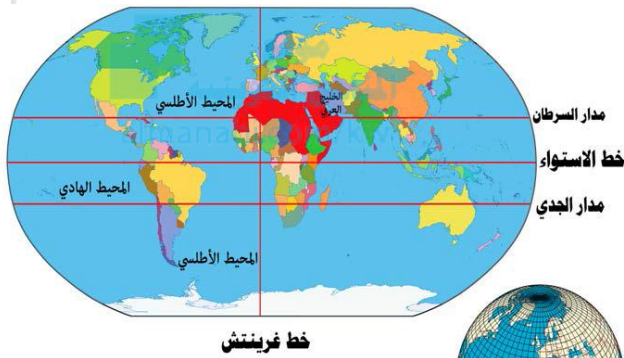 المحيط الأطلسي
الخليج العربي
مدار السرطان
خط الاستواء
المحيط الهادي
مدار الجدي
المحيط الأطلسي
خط غرينتش